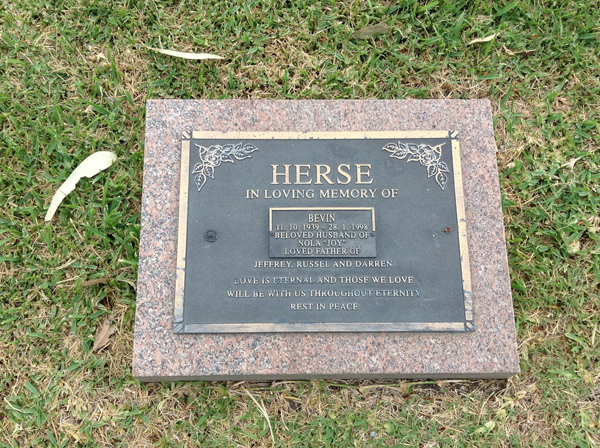 HERSE
IN LOVING MEMORY OF
BEVIN
11. 10. 1939 – 28. 1. 1998
BELOVED HUSBAND OF
NOLA "JOY"
LOVED FATHER OF
JEFFREY, RUSSEL AND DARREN
LOVE IS ETERNAL AND THOSE WE LOVE
WILL BE WITH US THROUGHOUT ETERNITY
REST IN PEACE